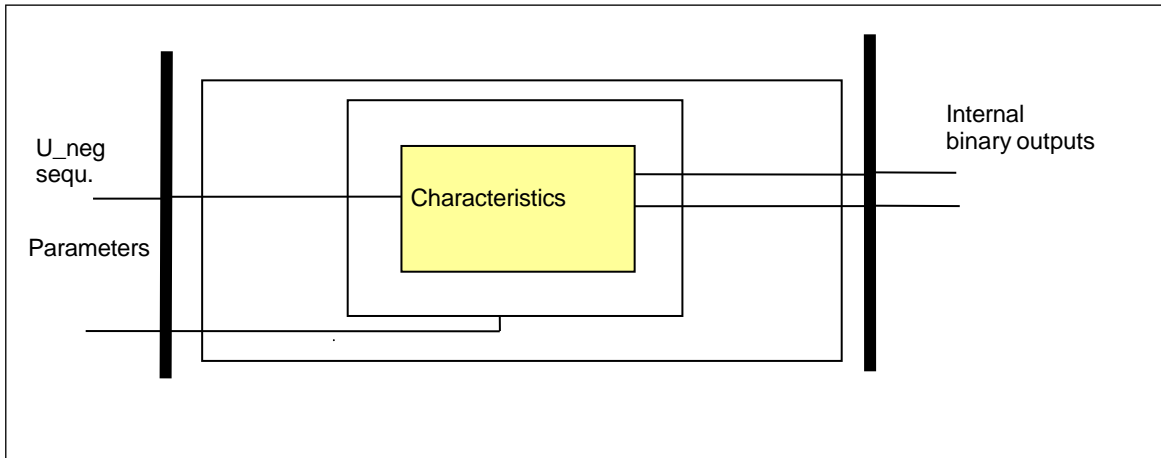 U_neg
sequ.
Parameters
Characteristics
Internal
binary outputs